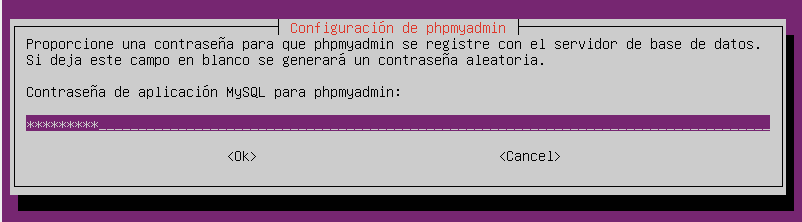 Configuración de phpmyadmin
Proporcione una contraseña para que phpmyadmin se registre con el servidor de base de datos.
Si deja este campo en blanco se generará un contraseña aleatoria.
Contraseña de aplicación MySQL para phpmyadmin:
*********
<Ok> <Cancel>